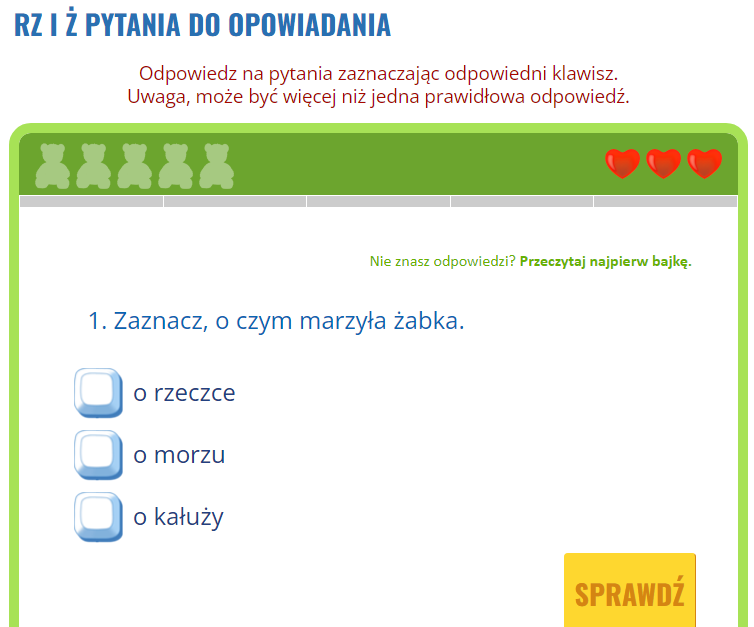 RZ I Ż PYTANIA DO OPOWIADANIA
Odpowiedz na pytania zaznaczając odpowiedni klawisz.
Uwaga, może być więcej niż jedna prawidłowa odpowiedź.
Nie znasz odpowiedzi? Przeczytaj najpierw bajkę.
1. Zaznacz, o czym marzyła żabka.
o rzeczce
o morzu
o kałuży
SPRAWDŹ